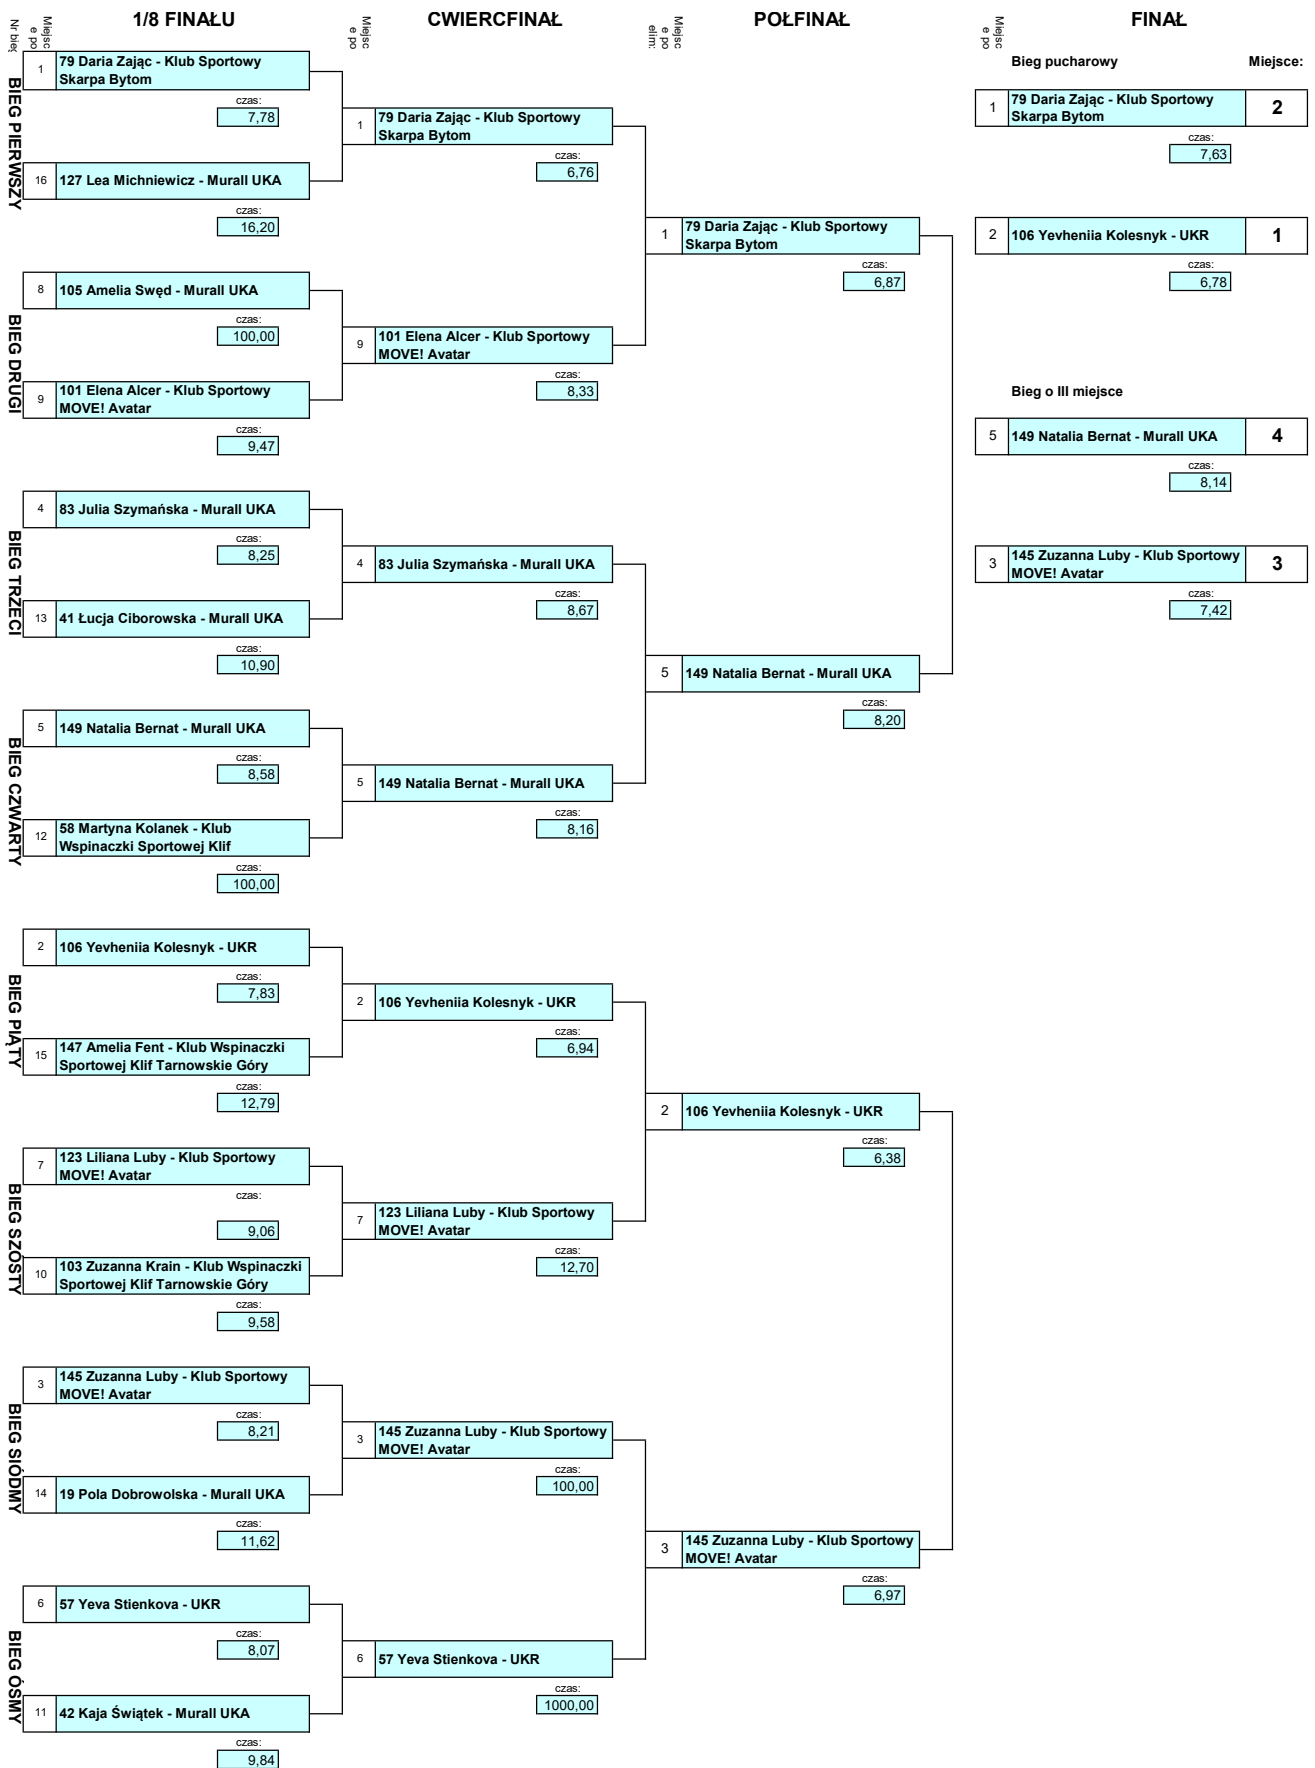 1/8 FINAŁU
CWIERCFINAŁ
POŁFINAŁ
FINAŁ
Nr bieg
Miejsc
e po
Miejsc
e po
Miejsc
e po
elim:
Miejsc
e po
BIEG PIERWSZY
1
79 Daria Zając - Klub Sportowy
Skarpa Bytom
czas:
7,78
16
127 Lea Michniewicz - Murall UKA
czas:
16,20
BIEG DRUGI
8
105 Amelia Swęd - Murall UKA
czas:
100,00
9
101 Elena Alcer - Klub Sportowy
MOVE! Avatar
czas:
9,47
BIEG TRZECI
4
83 Julia Szymańska - Murall UKA
czas:
8,25
13
41 Łucja Ciborowska - Murall UKA
czas:
10,90
BIEG CZWARTY
5
149 Natalia Bernat - Murall UKA
czas:
8,58
12
58 Martyna Kolanek - Klub
Wspinaczki Sportowej Klif
czas:
100,00
BIEG PIĄTY
2
106 Yevheniia Kolesnyk - UKR
czas:
7,83
15
147 Amelia Fent - Klub Wspinaczki
Sportowej Klif Tarnowskie Góry
czas:
12,79
BIEG SZÓSTY
7
123 Liliana Luby - Klub Sportowy
MOVE! Avatar
czas:
9,06
10
103 Zuzanna Krain - Klub Wspinaczki
Sportowej Klif Tarnowskie Góry
czas:
9,58
BIEG SIÓDMY
3
145 Zuzanna Luby - Klub Sportowy
MOVE! Avatar
czas:
8,21
14
19 Pola Dobrowolska - Murall UKA
czas:
11,62
BIEG ÓSMY
6
57 Yeva Stienkova - UKR
czas:
8,07
11
42 Kaja Świątek - Murall UKA
czas:
9,84
1
79 Daria Zając - Klub Sportowy
Skarpa Bytom
czas:
6,76
9
101 Elena Alcer - Klub Sportowy
MOVE! Avatar
czas:
8,33
4
83 Julia Szymańska - Murall UKA
czas:
8,67
5
149 Natalia Bernat - Murall UKA
czas:
8,16
2
106 Yevheniia Kolesnyk - UKR
czas:
6,94
7
123 Liliana Luby - Klub Sportowy
MOVE! Avatar
czas:
12,70
3
145 Zuzanna Luby - Klub Sportowy
MOVE! Avatar
czas:
100,00
6
57 Yeva Stienkova - UKR
czas:
1000,00
1
79 Daria Zając - Klub Sportowy
Skarpa Bytom
czas:
6,87
5
149 Natalia Bernat - Murall UKA
czas:
8,20
2
106 Yevheniia Kolesnyk - UKR
czas:
6,38
3
145 Zuzanna Luby - Klub Sportowy
MOVE! Avatar
czas:
6,97
Bieg pucharowy
Miejsce:
1
79 Daria Zając - Klub Sportowy
Skarpa Bytom
2
czas:
7,63
2
106 Yevheniia Kolesnyk - UKR
1
czas:
6,78
Bieg o III miejsce
5
149 Natalia Bernat - Murall UKA
4
czas:
8,14
3
145 Zuzanna Luby - Klub Sportowy
MOVE! Avatar
3
czas:
7,42